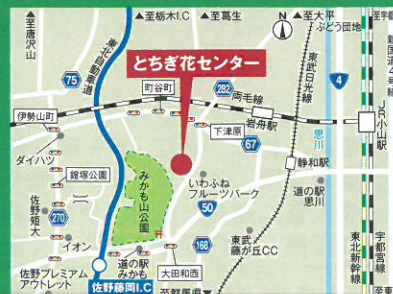 ▲至唐沢山
▲至栃木I.C
▲至葛生
▲至大平
ぶどう団地
N
東北自動車道
とちぎ花センター
東武日光線
4
75
町谷町
282
両毛線
伊勢山町
岩舟駅
思川
JR小山駅
下津原
67
ダイハツ
静和駅
鐙塚公園
みかも山公園
いわふね
フルーツパーク
道の駅
思川
佐野短大
270
50
イオン
168
東武
藤が丘CC
道の駅
みかも
大田和西
佐野プレミアム
アウトレット
佐野藤岡I.C
東北新幹線
宇都宮線